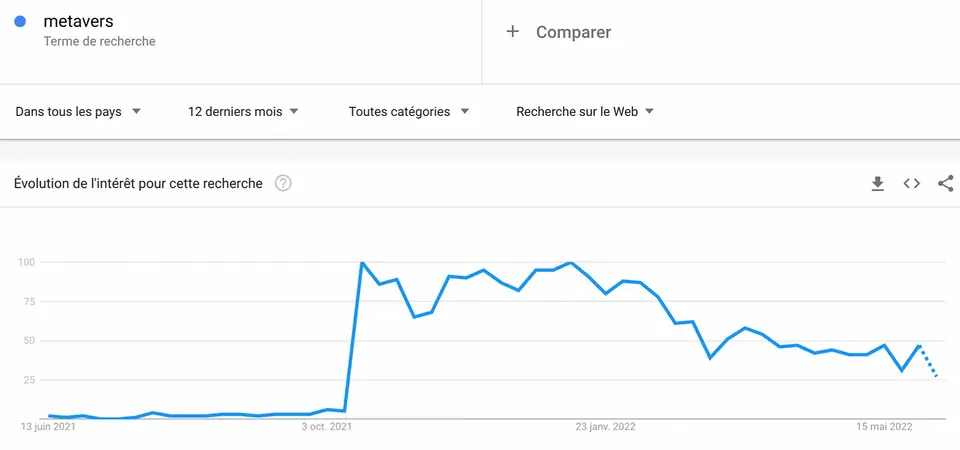 metavers
Terme de recherche
+ Comparer
Dans tous les pays
12 derniers mois
Toutes catégories
Recherche sur le Web
Évolution de l'intérêt pour cette recherche ?
100
75
50
25
13 juin 2021
3 oct. 2021
23 janv. 2022
15 mai 2022